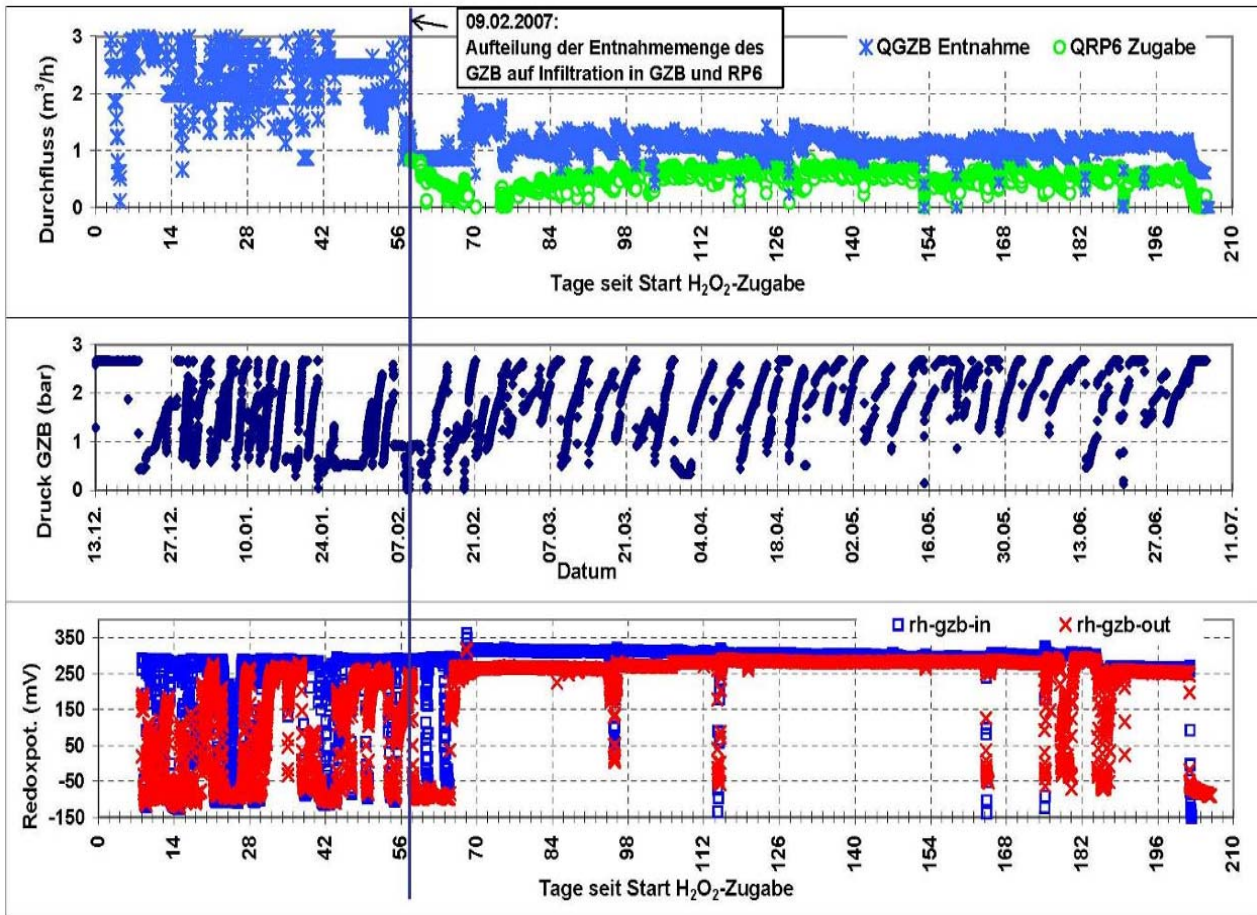 09.02.2007:
Aufteilung der Entnahmemenge des
GZB auf Infiltration in GZB und RP6
QGZB Entnahme
QRP6 Zugabe
Durchfluss (m³/h)
3
2
1
0
0 14 28 42 56 70 84 98 112 126 140 154 168 182 196 210
Tage seit Start H₂O₂-Zugabe
Druck GZB (bar)
3
2
1
0
13.12. 27.12. 10.01. 24.01. 07.02. 21.02. 07.03. 21.03. 04.04. 18.04. 02.05. 16.05. 30.05. 13.06. 27.06. 11.07.
Datum
rh-gzb-in
rh-gzb-out
Redoxpot. (mV)
350
250
150
50
-50
-150
0 14 28 42 56 70 84 98 112 126 140 154 168 182 196 210
Tage seit Start H₂O₂-Zugabe